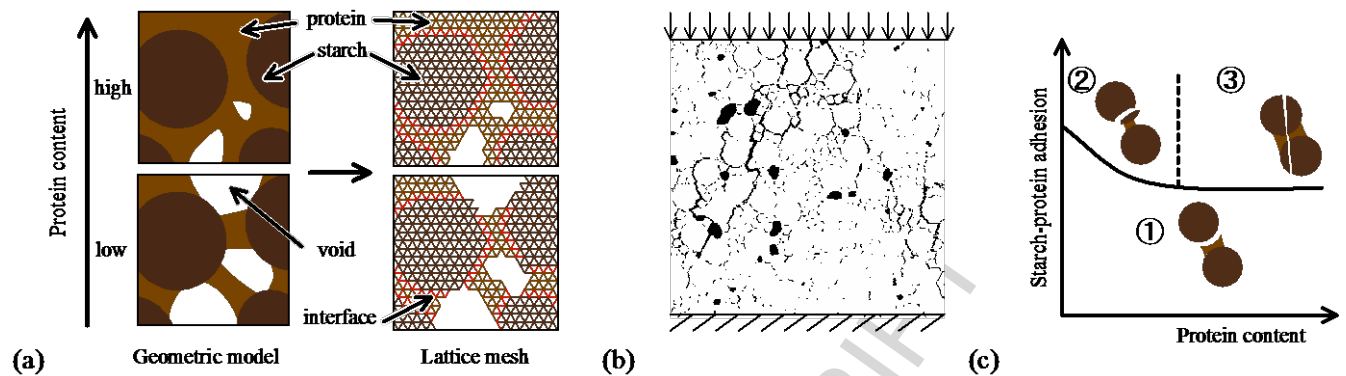 protein
starch
high
Protein content
low
void
interface
(a)
Geometric model
Lattice mesh
(b)
②
③
①
Starch-protein adhesion
Protein content
(c)